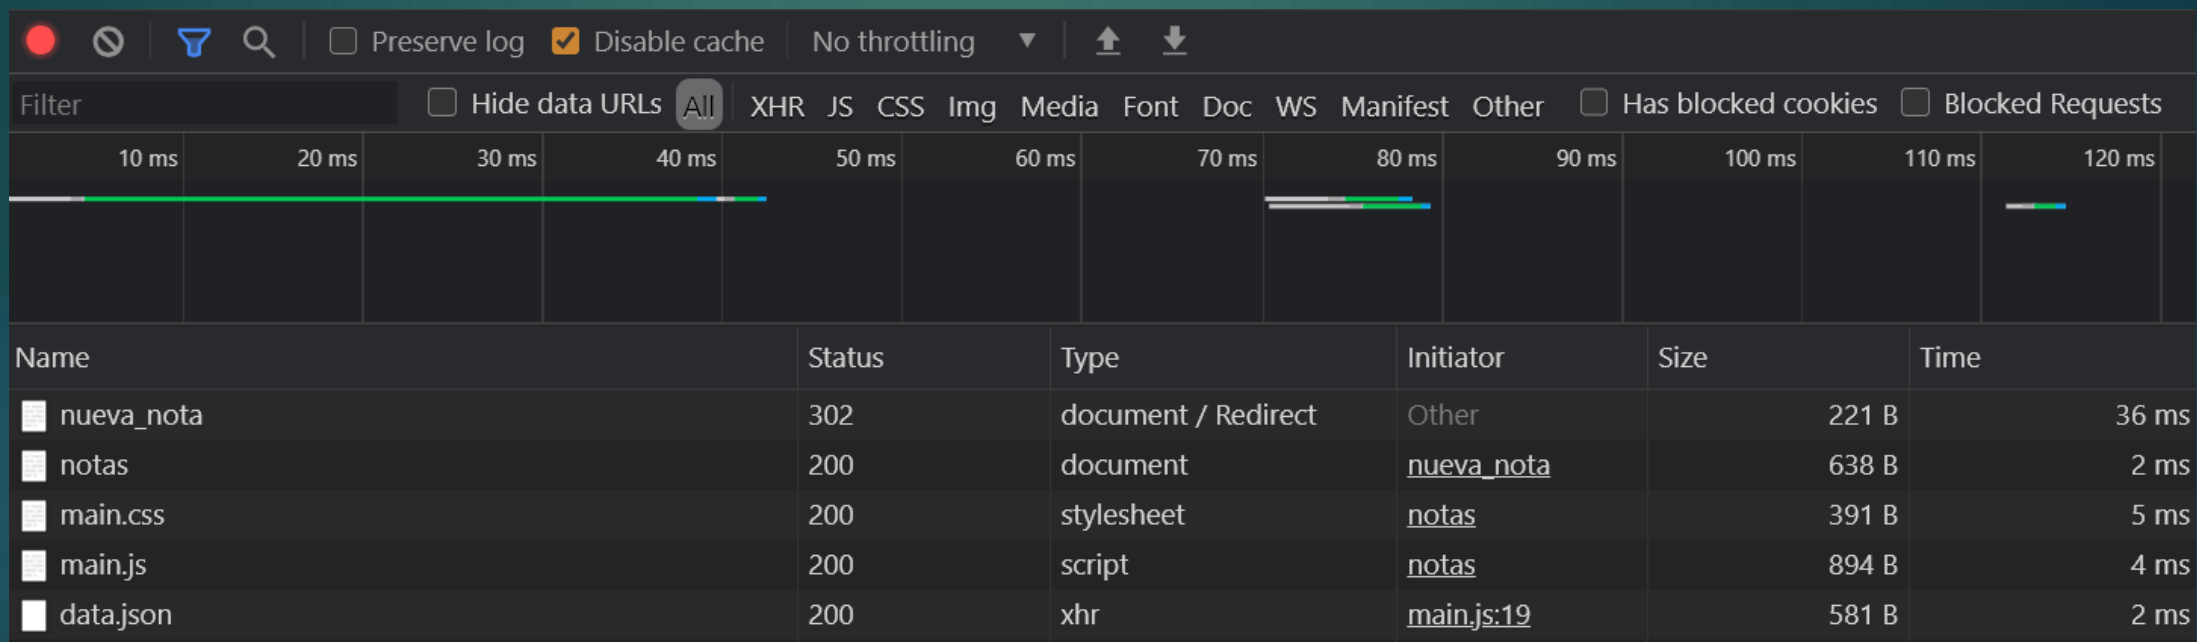 Preserve log Disable cache No throttling
Filter Hide data URLs All XHR JS CSS Img Media Font Doc WS Manifest Other Has blocked cookies Blocked Requests
10 ms 20 ms 30 ms 40 ms 50 ms 60 ms 70 ms 80 ms 90 ms 100 ms 110 ms 120 ms
Name Status Type Initiator Size Time
nueva_nota 302 document / Redirect Other 221 B 36 ms
notas 200 document nueva_nota 638 B 2 ms
main.css 200 stylesheet notas 391 B 5 ms
main.js 200 script notas 894 B 4 ms
data.json 200 xhr main.js:19 581 B 2 ms